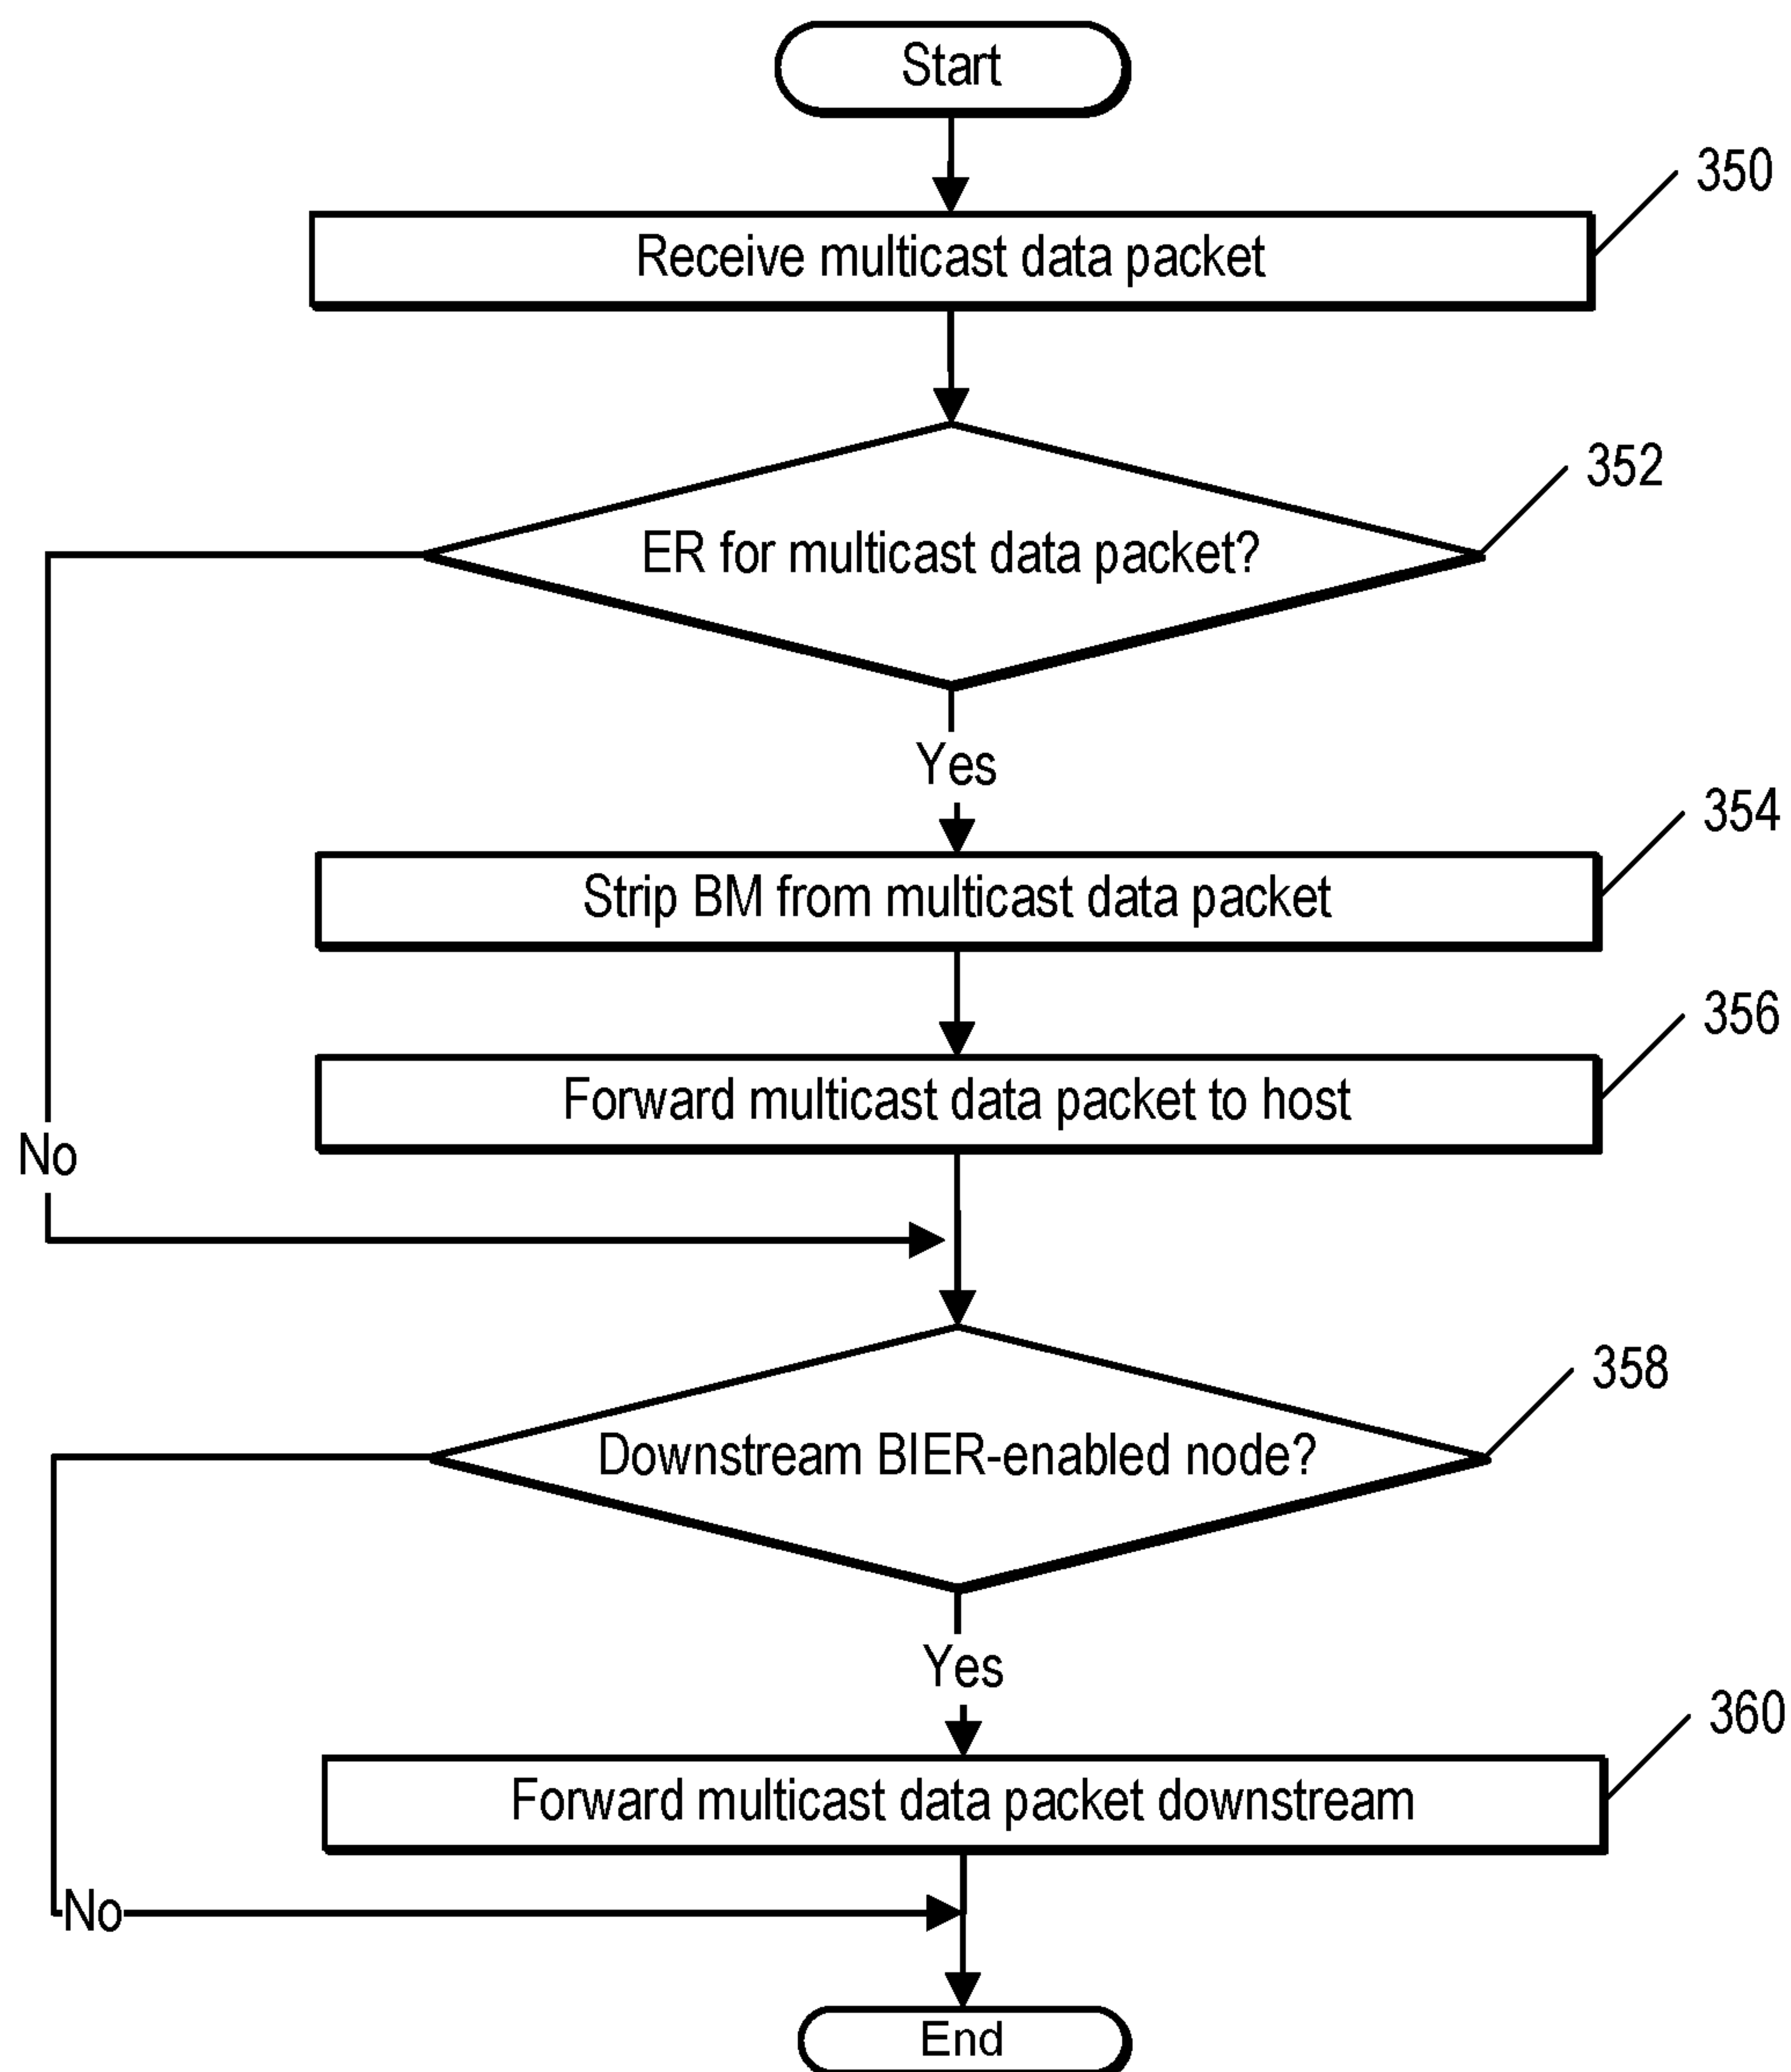 Start
350
Receive multicast data packet
352
ER for multicast data packet?
Yes
354
Strip BM from multicast data packet
356
Forward multicast data packet to host
No
358
Downstream BIER-enabled node?
Yes
360
Forward multicast data packet downstream
No
End